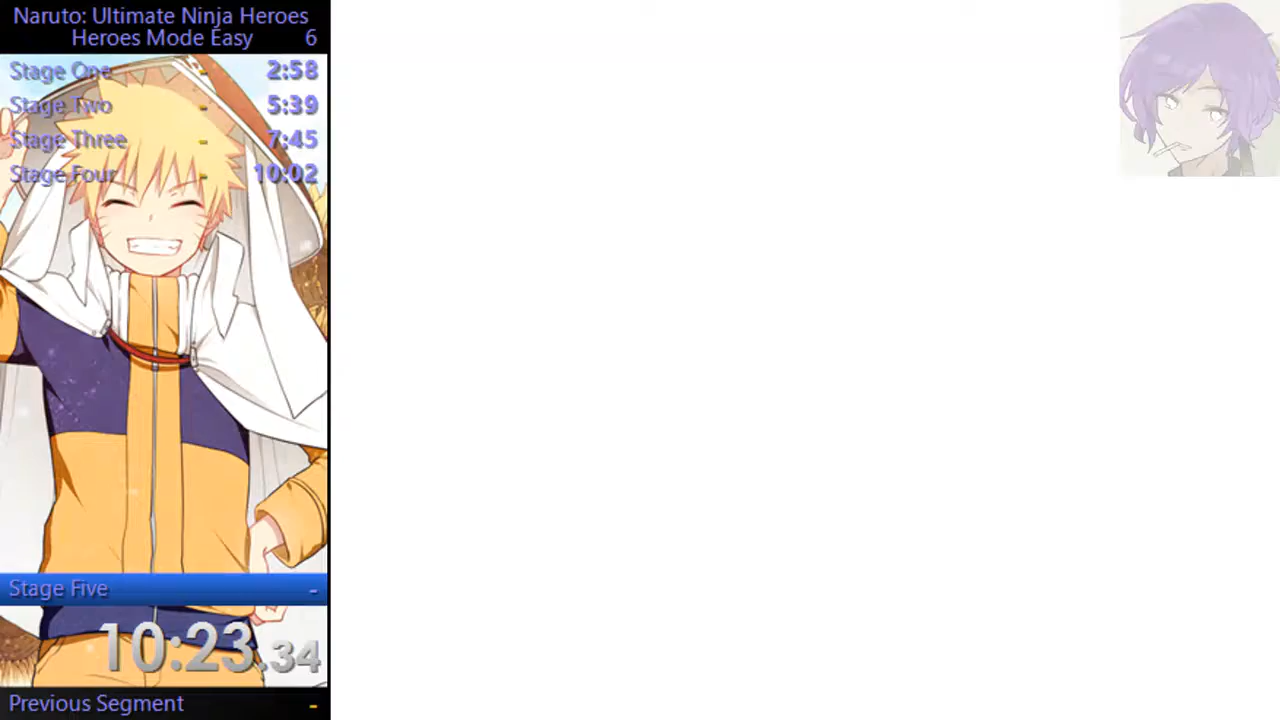 Naruto: Ultimate Ninja Heroes
Heroes Mode Easy 6
Stage One - 2:58
Stage Two - 5:39
Stage Three - 7:45
Stage Four - 10:02
Stage Five -
10:23.34
Previous Segment -